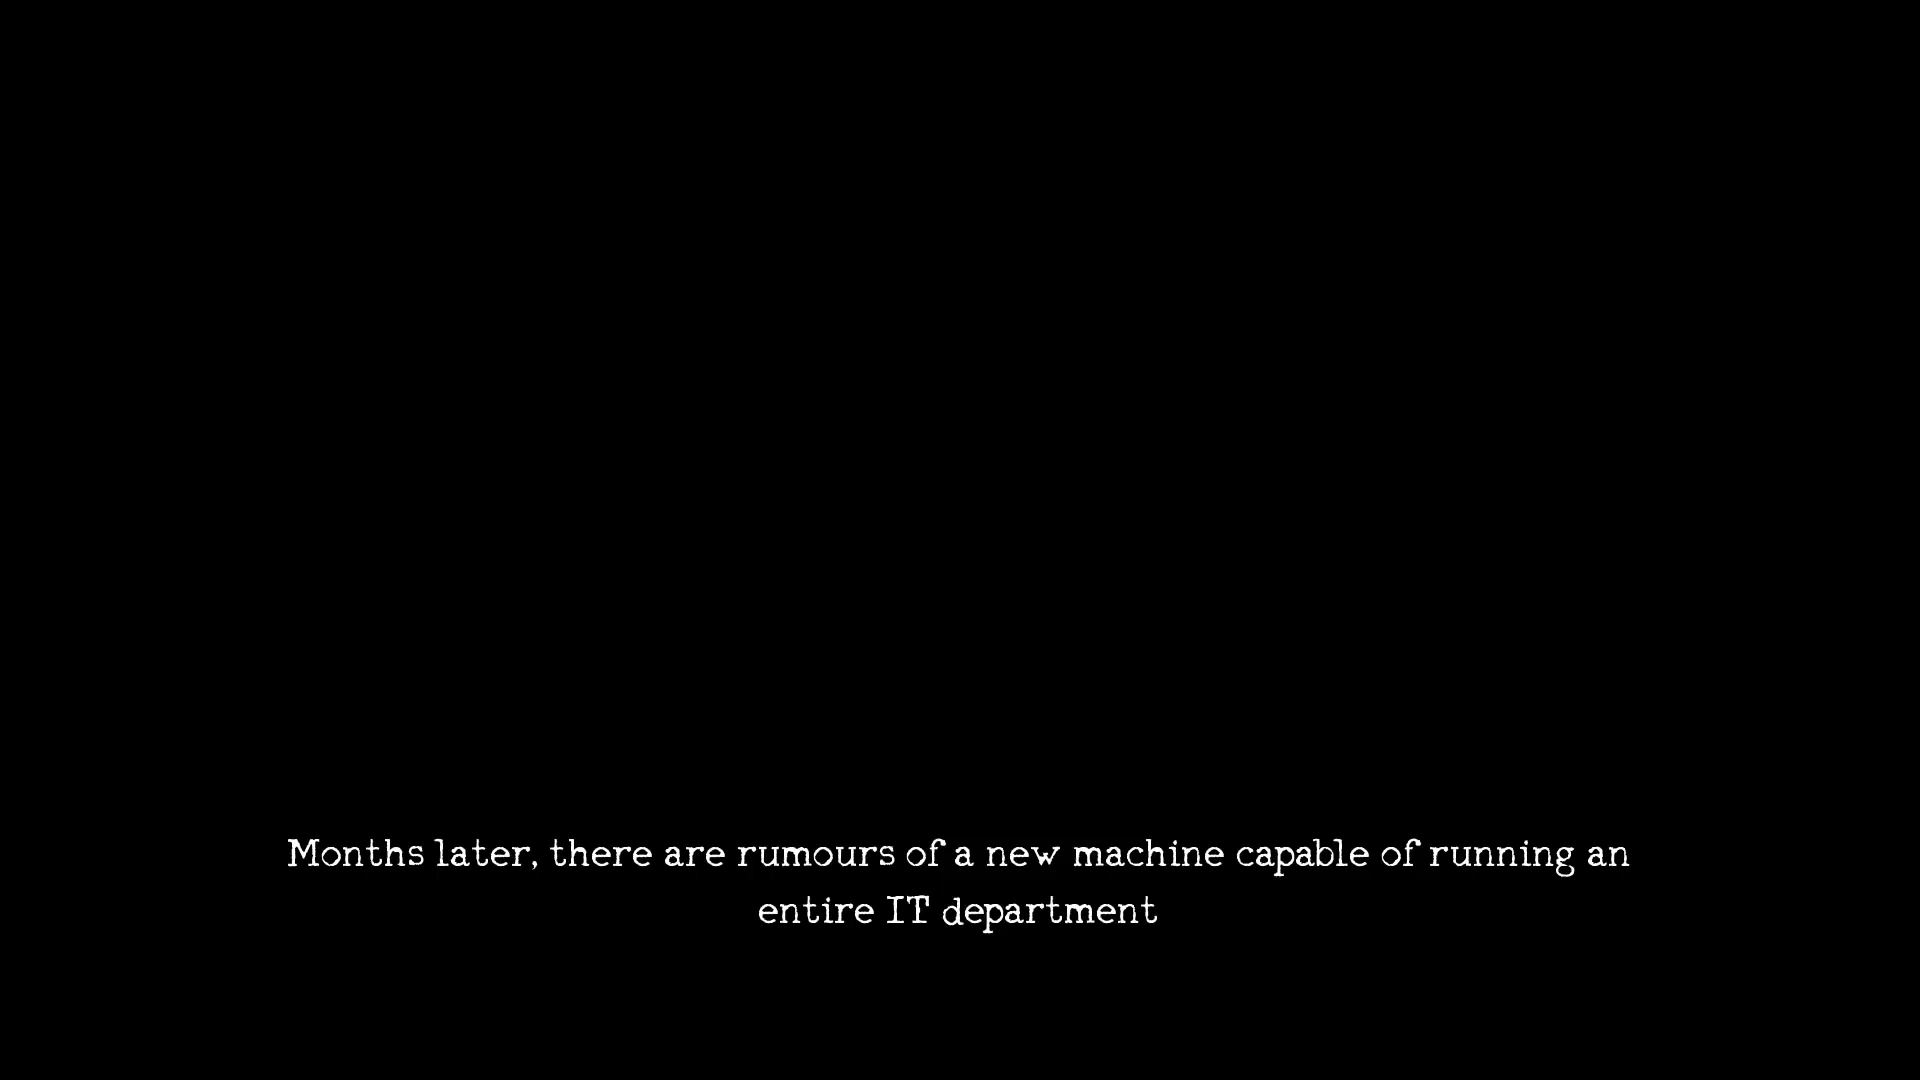 Months later, there are rumours of a new machine capable of running an
entire IT department